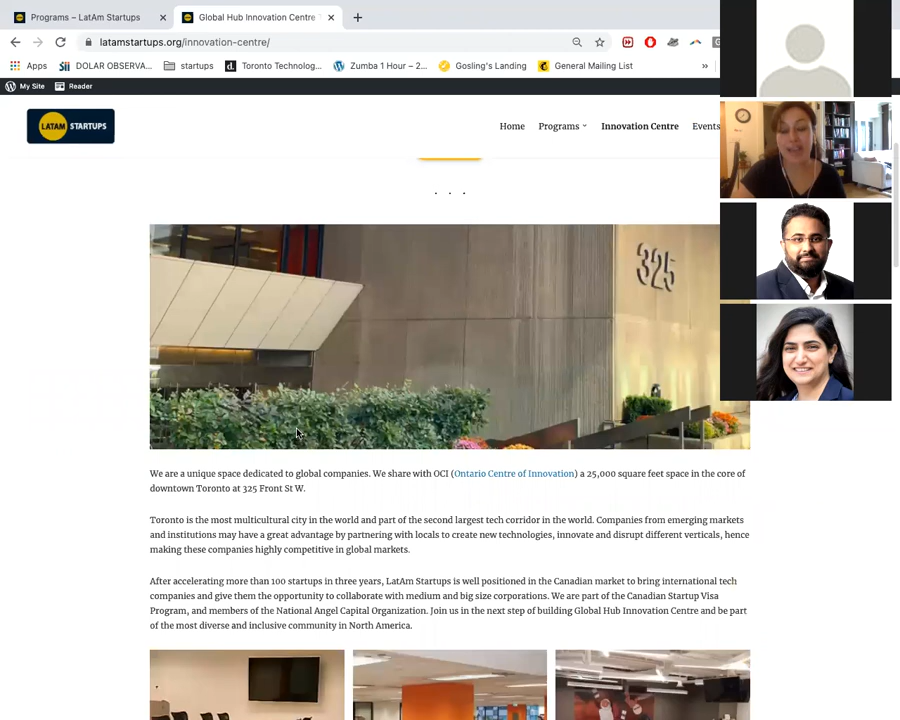 Programs – LatAm Startups
Global Hub Innovation Centre
latamstartups.org/innovation-centre/
Apps
DOLAR OBSERVA...
startups
Toronto Technolog...
Zumba 1 Hour – 2...
Gosling's Landing
General Mailing List
»
My Site
Reader
LATAM STARTUPS
Home
Programs
Innovation Centre
Events
. . .
325
We are a unique space dedicated to global companies. We share with OCI (Ontario Centre of Innovation) a 25,000 square feet space in the core of
downtown Toronto at 325 Front St W.
Toronto is the most multicultural city in the world and part of the second largest tech corridor in the world. Companies from emerging markets
and institutions may have a great advantage by partnering with locals to create new technologies, innovate and disrupt different verticals, hence
making these companies highly competitive in global markets.
After accelerating more than 100 startups in three years, LatAm Startups is well positioned in the Canadian market to bring international tech
companies and give them the opportunity to collaborate with medium and big size corporations. We are part of the Canadian Startup Visa
Program, and members of the National Angel Capital Organization. Join us in the next step of building Global Hub Innovation Centre and be part
of the most diverse and inclusive community in North America.